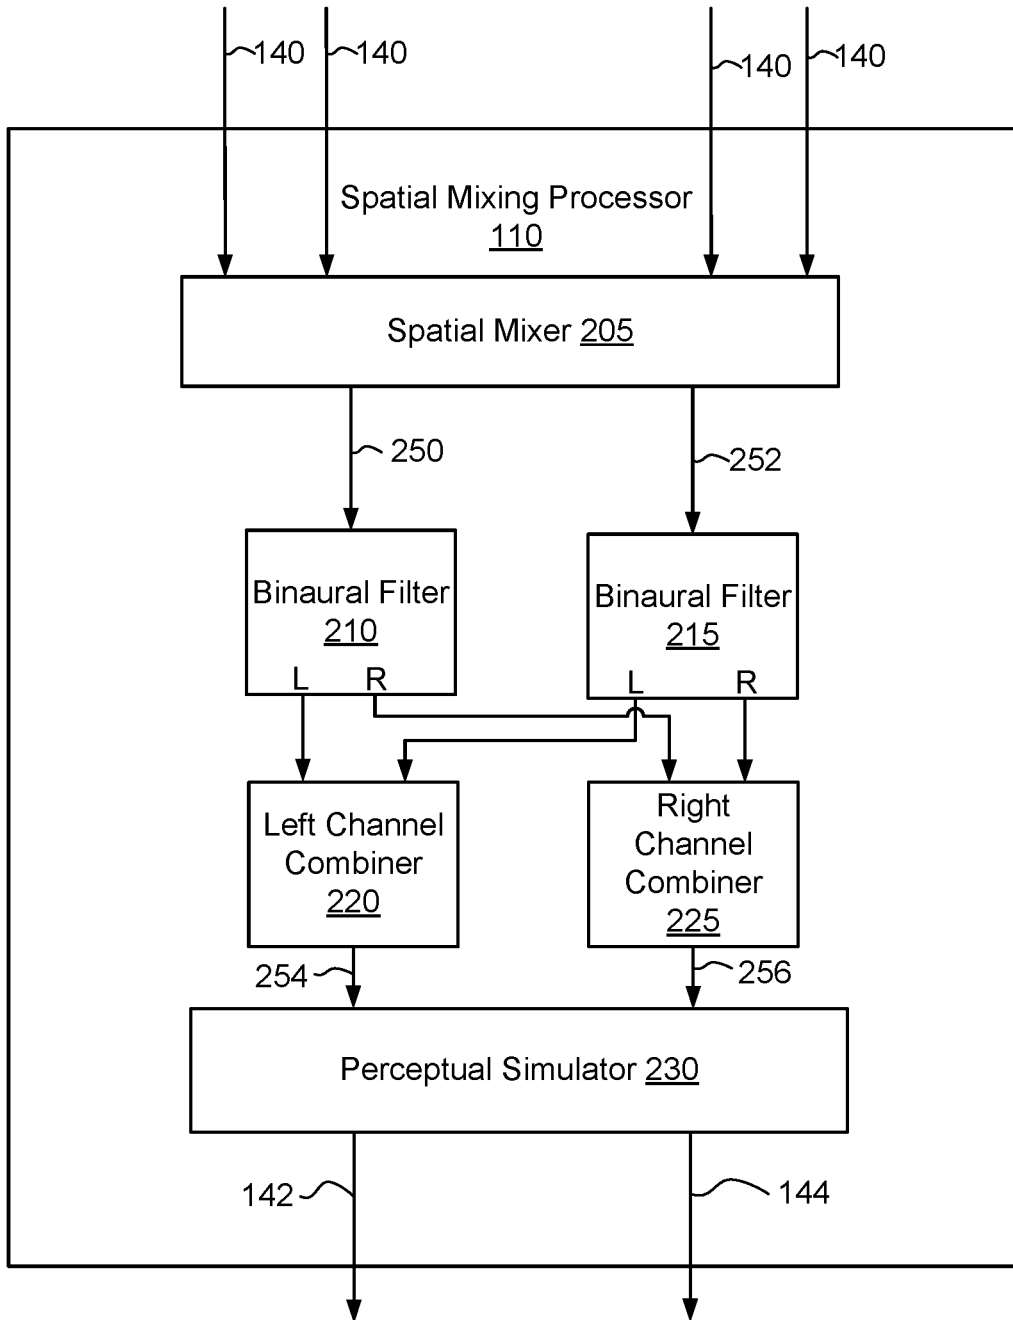 140 140 140 140
Spatial Mixing Processor
110
Spatial Mixer 205
250 252
Binaural Filter
210
L R
Binaural Filter
215
L R
Left Channel
Combiner
220
Right
Channel
Combiner
225
254 256
Perceptual Simulator 230
142 144